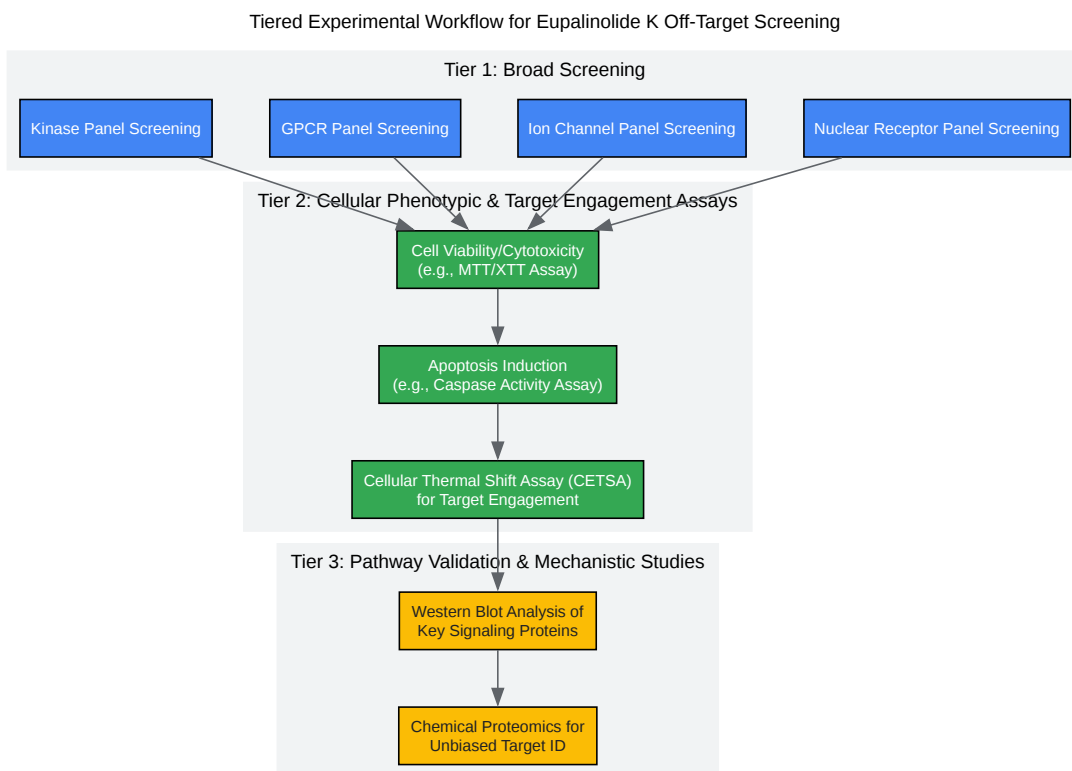 Tiered Experimental Workflow for Eupalinolide K Off-Target Screening
Tier 1: Broad Screening
Kinase Panel Screening
GPCR Panel Screening
Ion Channel Panel Screening
Nuclear Receptor Panel Screening
Tier 2: Cellular Phenotypic & Target Engagement Assays
Cell Viability/Cytotoxicity
(e.g., MTT/XTT Assay)
Apoptosis Induction
(e.g., Caspase Activity Assay)
Cellular Thermal Shift Assay (CETSA)
for Target Engagement
Tier 3: Pathway Validation & Mechanistic Studies
Western Blot Analysis of
Key Signaling Proteins
Chemical Proteomics for
Unbiased Target ID